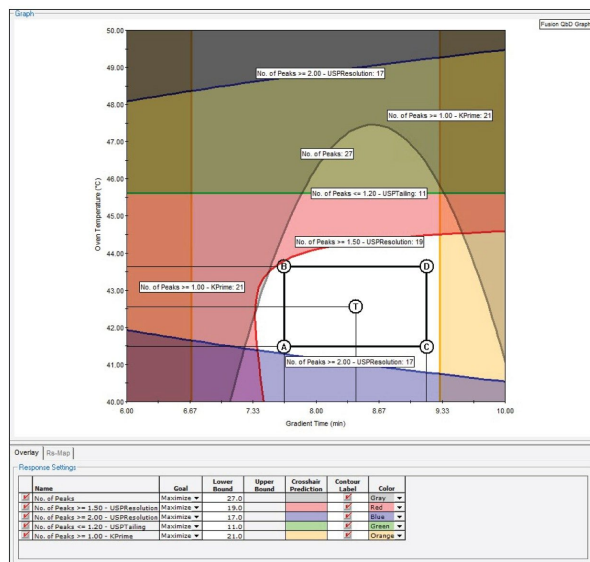 Graph
Fusion QbD Graph
50.00
No. of Peaks >= 2.00 - USPResolution: 17
49.00
48.00
No. of Peaks >= 1.00 - KPrime: 21
47.00
No. of Peaks: 27
46.00
No. of Peaks <= 1.20 - USPTailing: 11
45.00
No. of Peaks >= 1.50 - USPResolution: 19
44.00
B
D
No. of Peaks >= 1.00 - KPrime: 21
43.00
T
42.00
A
C
No. of Peaks >= 2.00 - USPResolution: 17
41.00
40.00
Oven Temperature (°C)
6.00 6.67 7.33 8.00 8.67 9.33 10.00
Gradient Time (min)
Overlay Rs-Map
Response Settings
Name Goal Lower Bound Upper Bound Crosshair Prediction Contour Label Color
No. of Peaks Maximize 27.0 Gray
No. of Peaks >= 1.50 - USPResolution Maximize 19.0 Red
No. of Peaks >= 2.00 - USPResolution Maximize 17.0 Blue
No. of Peaks <= 1.20 - USPTailing Maximize 11.0 Green
No. of Peaks >= 1.00 - KPrime Maximize 21.0 Orange